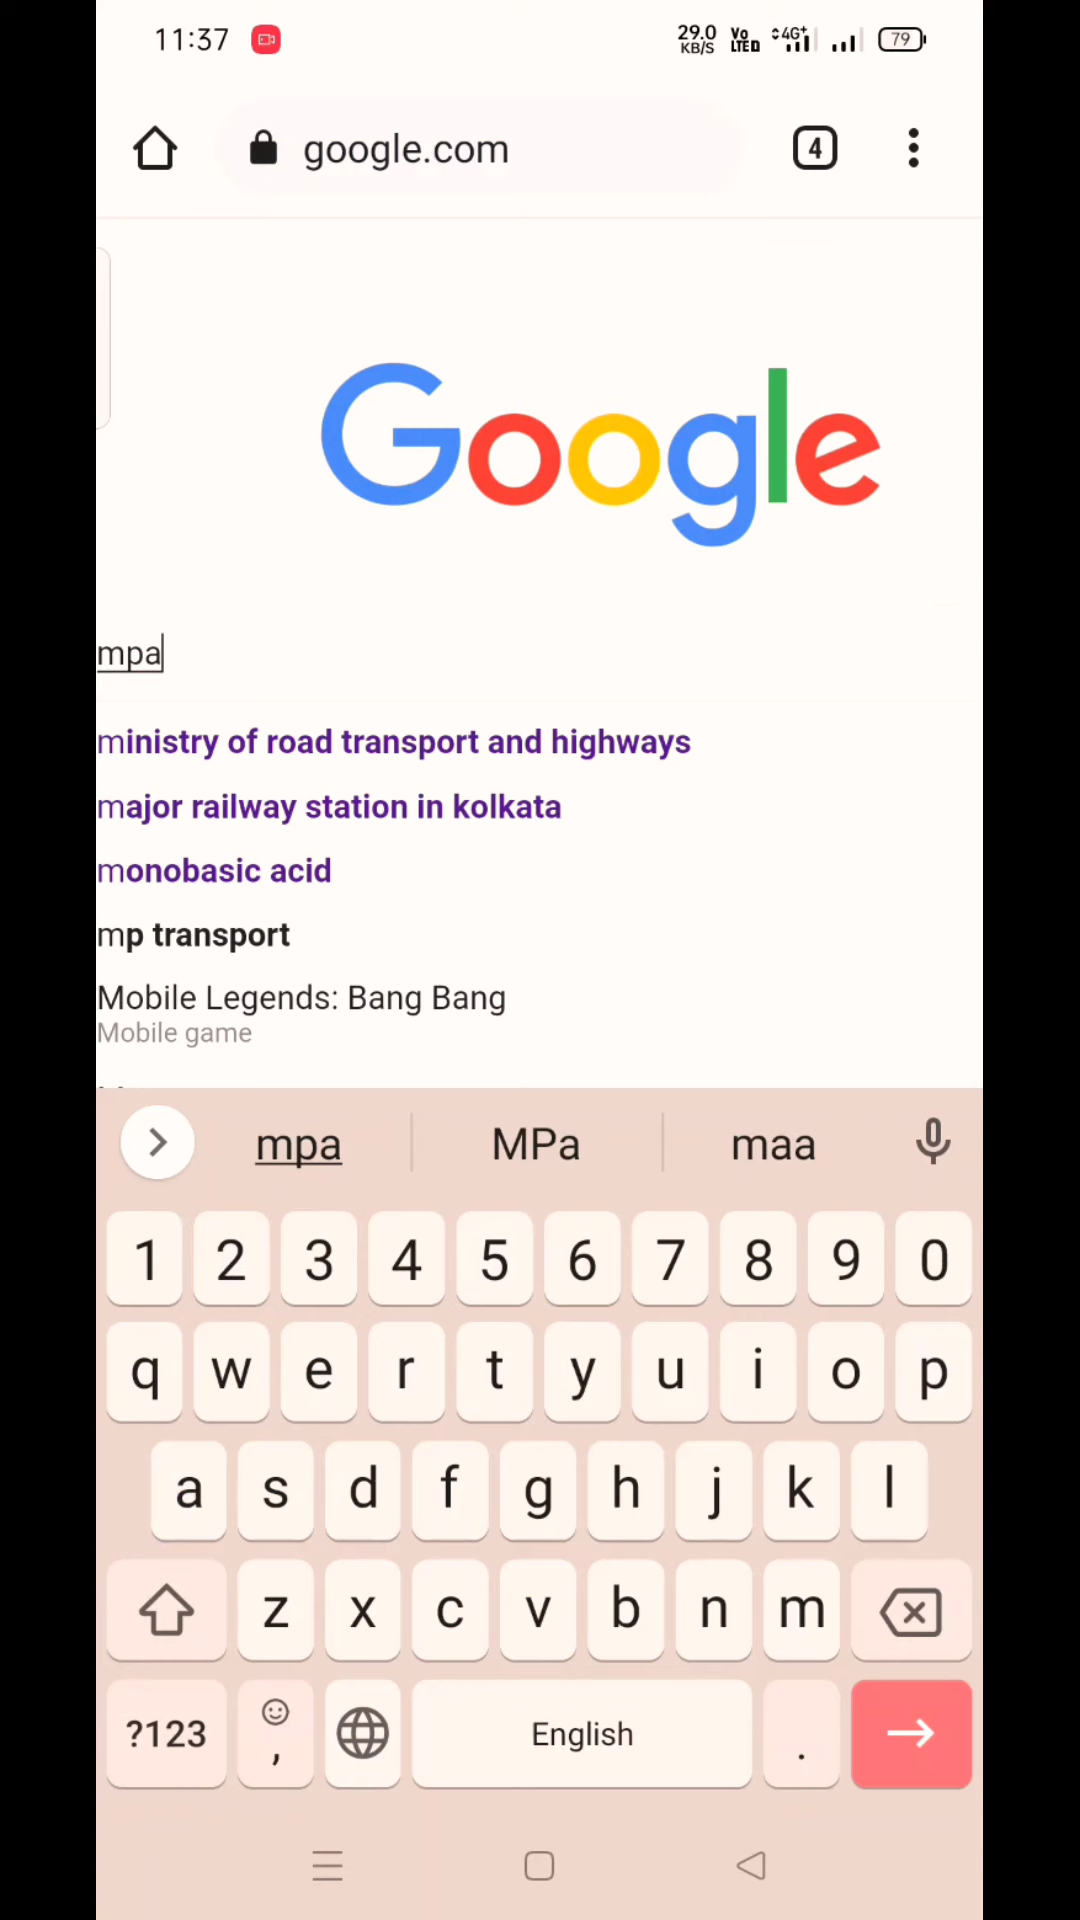 11:37
29.0 KB/S Vo LTE 4G+ 79
google.com
4
Google
mpa
ministry of road transport and highways
major railway station in kolkata
monobasic acid
mp transport
Mobile Legends: Bang Bang
Mobile game
mpa MPa maa
1 2 3 4 5 6 7 8 9 0
q w e r t y u i o p
a s d f g h j k l
z x c v b n m
?123 , English .